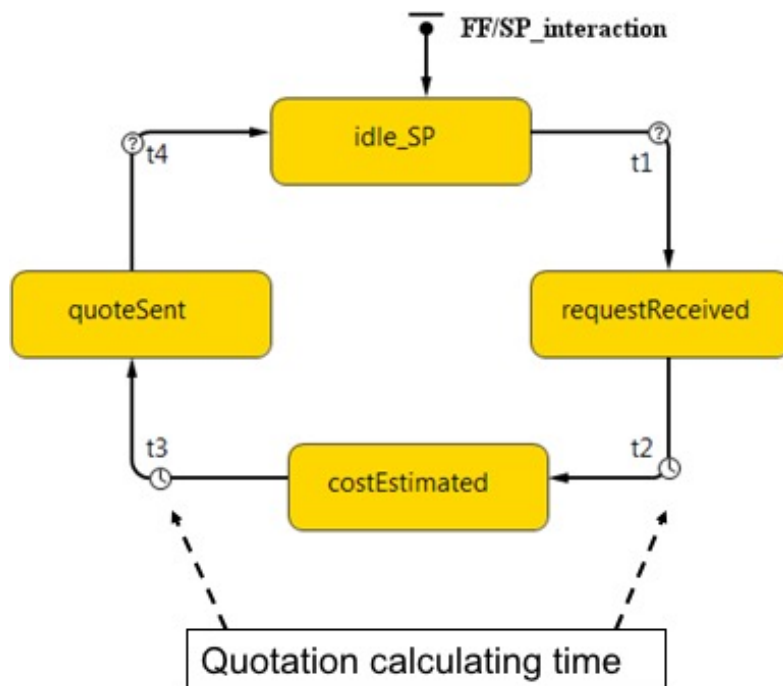 FF/SP_interaction
idle_SP
?
t4
?
t1
quoteSent
requestReceived
t3
t2
costEstimated
Quotation calculating time